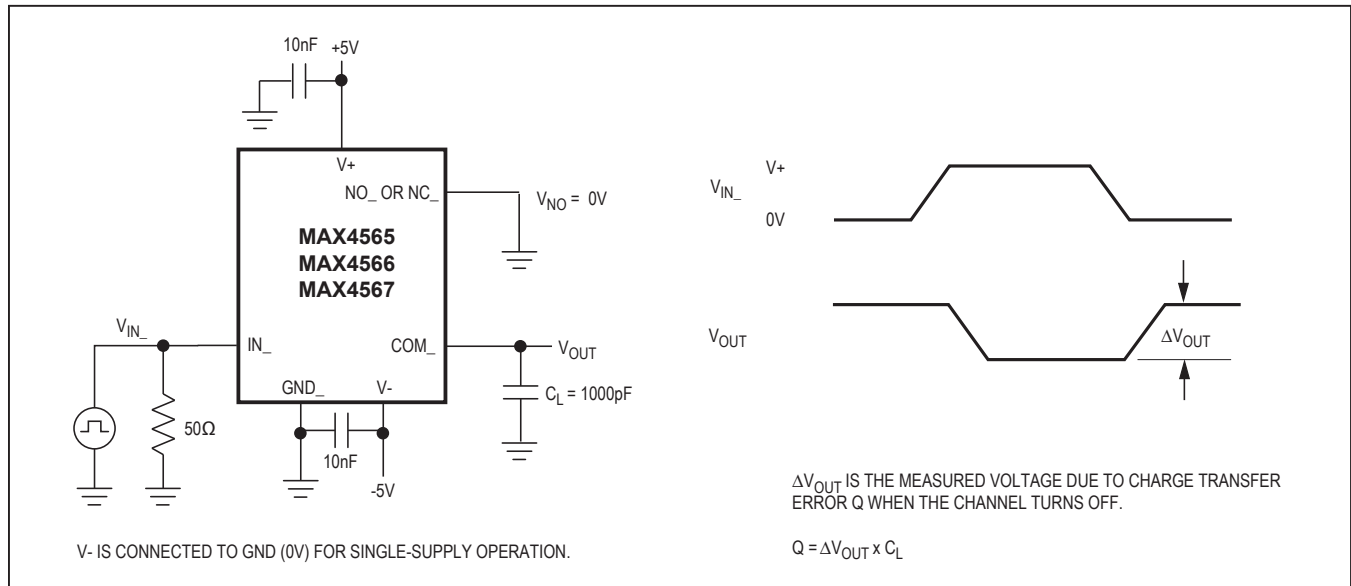 10nF
+5V
V+
NO_ OR NC_
V_NO = 0V
MAX4565
MAX4566
MAX4567
V_IN_
IN_
COM_
V_OUT
GND_
V-
C_L = 1000pF
50Ω
10nF
-5V
V- IS CONNECTED TO GND (0V) FOR SINGLE-SUPPLY OPERATION.
V+
V_IN_
0V
V_OUT
ΔV_OUT
ΔV_OUT IS THE MEASURED VOLTAGE DUE TO CHARGE TRANSFER
ERROR Q WHEN THE CHANNEL TURNS OFF.
Q = ΔV_OUT x C_L